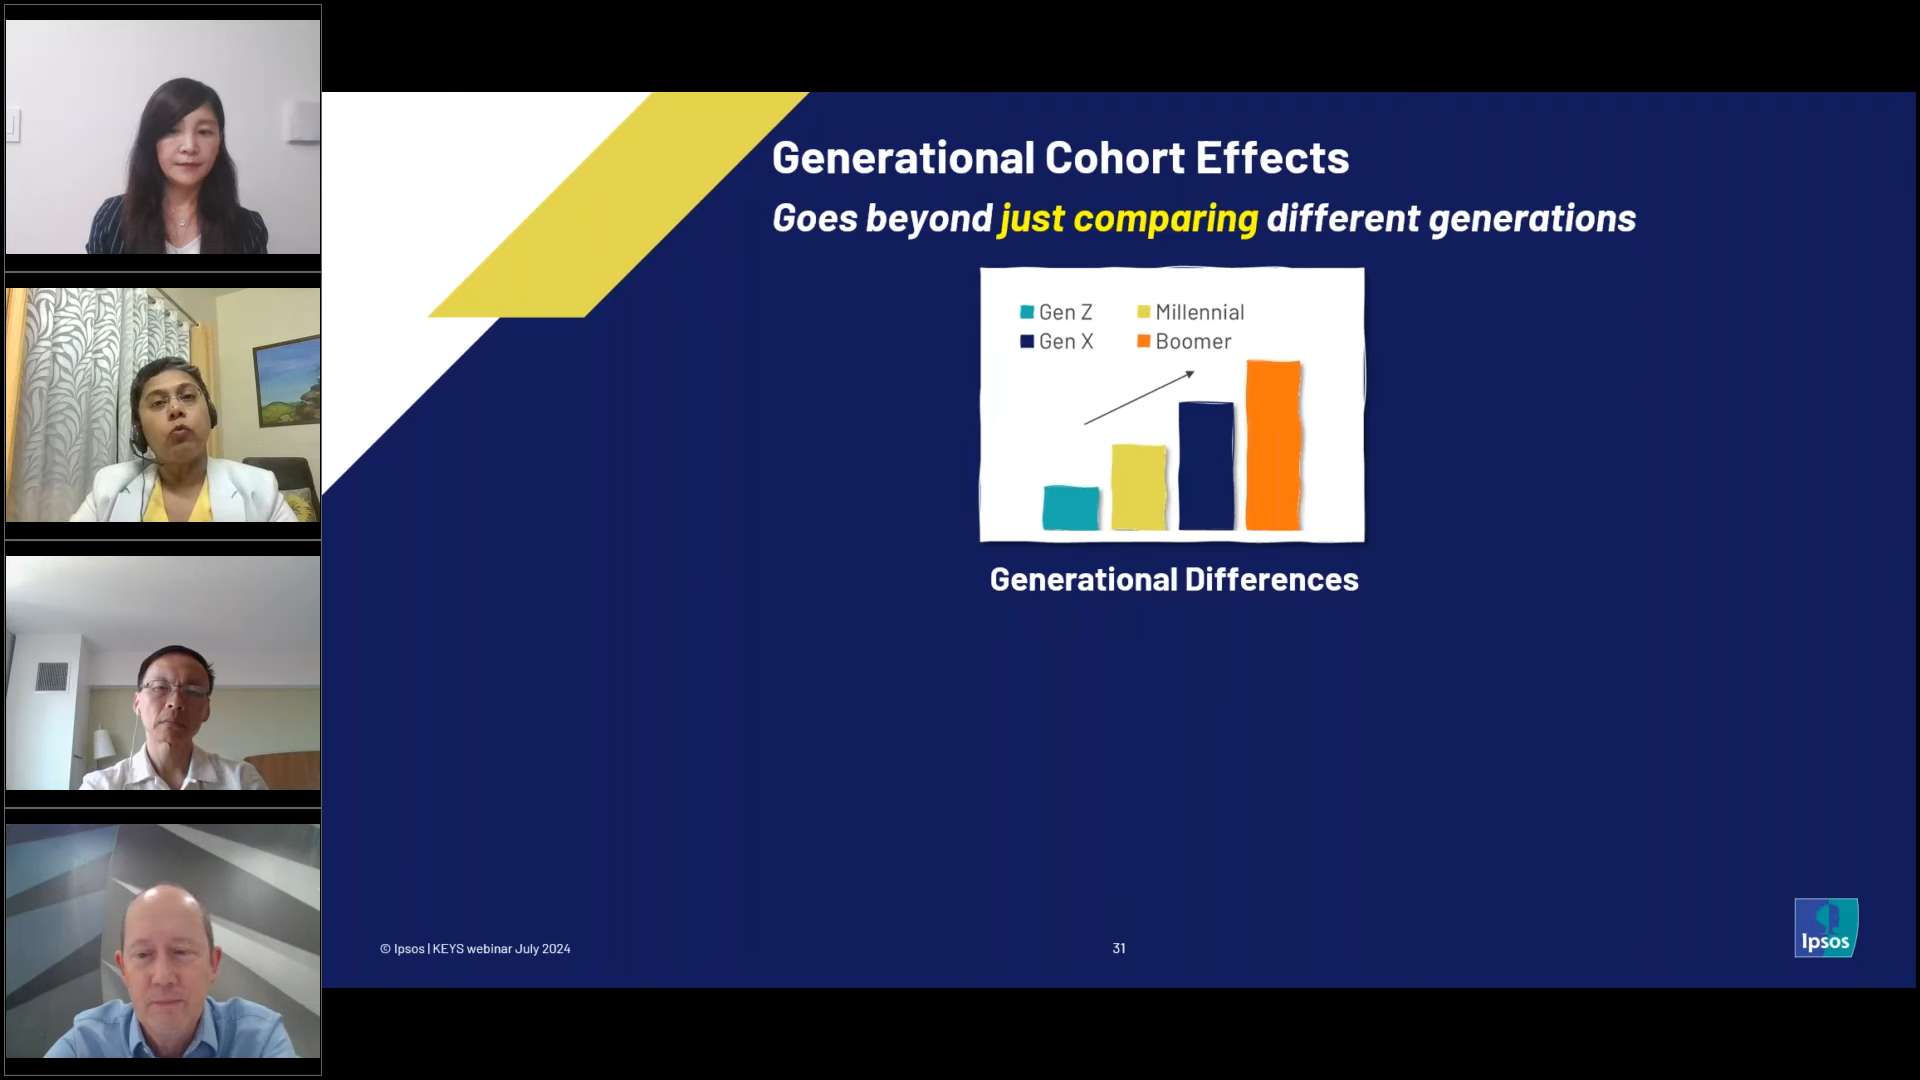 Generational Cohort Effects
Goes beyond just comparing different generations
Gen Z
Millennial
Gen X
Boomer
Generational Differences
© Ipsos | KEYS webinar July 2024
31
Ipsos